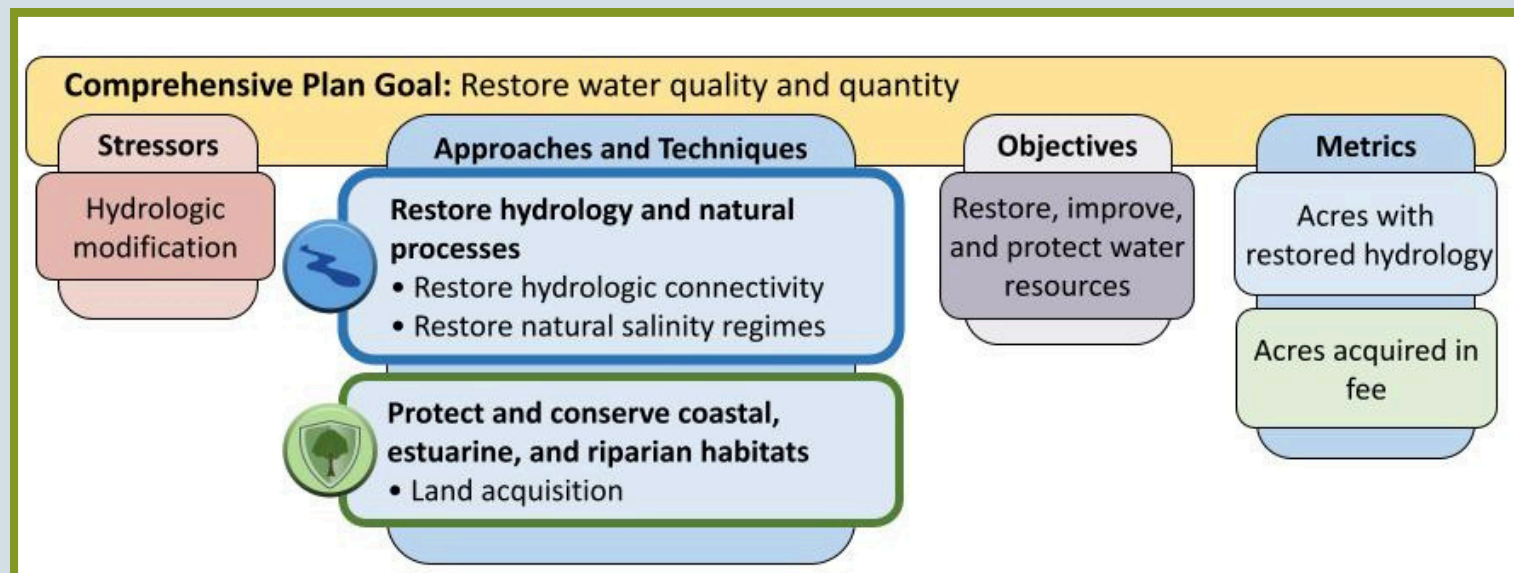 Comprehensive Plan Goal: Restore water quality and quantity
Stressors
Hydrologic
modification
Approaches and Techniques
Restore hydrology and natural
processes
• Restore hydrologic connectivity
• Restore natural salinity regimes
Protect and conserve coastal,
estuarine, and riparian habitats
• Land acquisition
Objectives
Restore, improve,
and protect water
resources
Metrics
Acres with
restored hydrology
Acres acquired in
fee